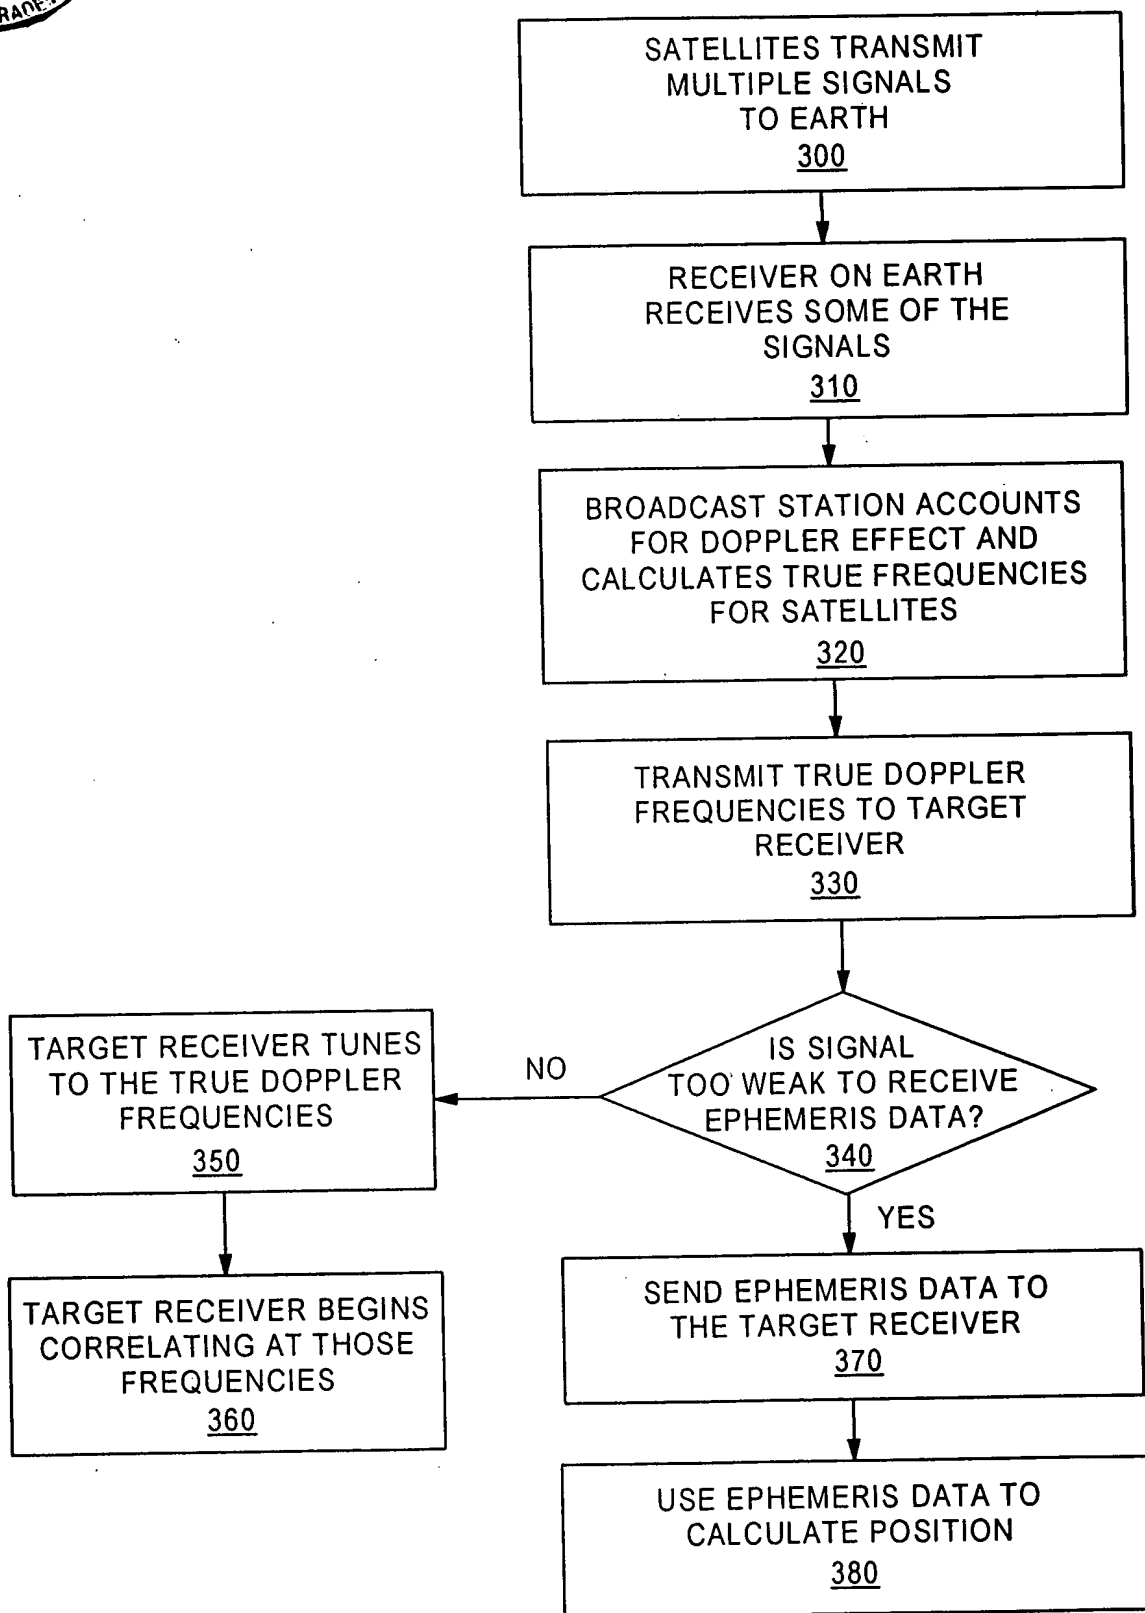 SATELLITES TRANSMIT
MULTIPLE SIGNALS
TO EARTH
300
RECEIVER ON EARTH
RECEIVES SOME OF THE
SIGNALS
310
BROADCAST STATION ACCOUNTS
FOR DOPPLER EFFECT AND
CALCULATES TRUE FREQUENCIES
FOR SATELLITES
320
TRANSMIT TRUE DOPPLER
FREQUENCIES TO TARGET
RECEIVER
330
IS SIGNAL
TOO WEAK TO RECEIVE
EPHEMERIS DATA?
340
NO
TARGET RECEIVER TUNES
TO THE TRUE DOPPLER
FREQUENCIES
350
TARGET RECEIVER BEGINS
CORRELATING AT THOSE
FREQUENCIES
360
YES
SEND EPHEMERIS DATA TO
THE TARGET RECEIVER
370
USE EPHEMERIS DATA TO
CALCULATE POSITION
380